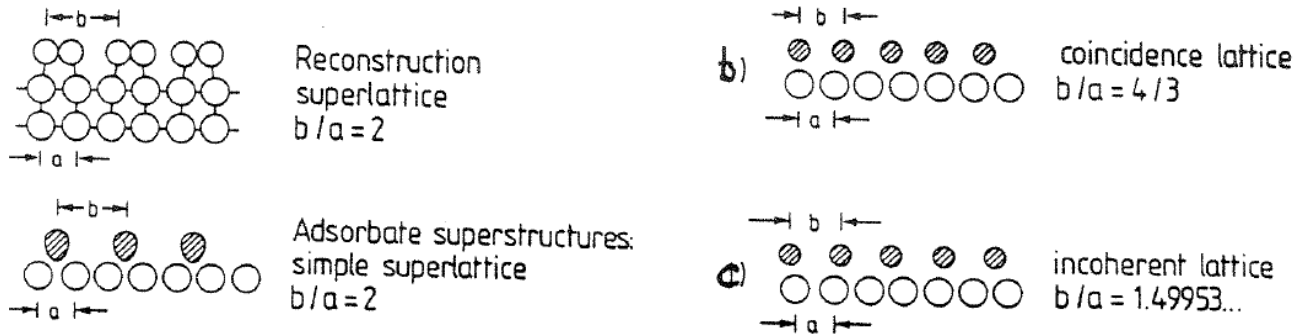 b
Reconstruction
superlattice
b/a = 2
a
b
Adsorbate superstructures:
simple superlattice
b/a = 2
a
b
b)
coincidence lattice
b/a = 4/3
a
b
c)
incoherent lattice
b/a = 1.49953...
a